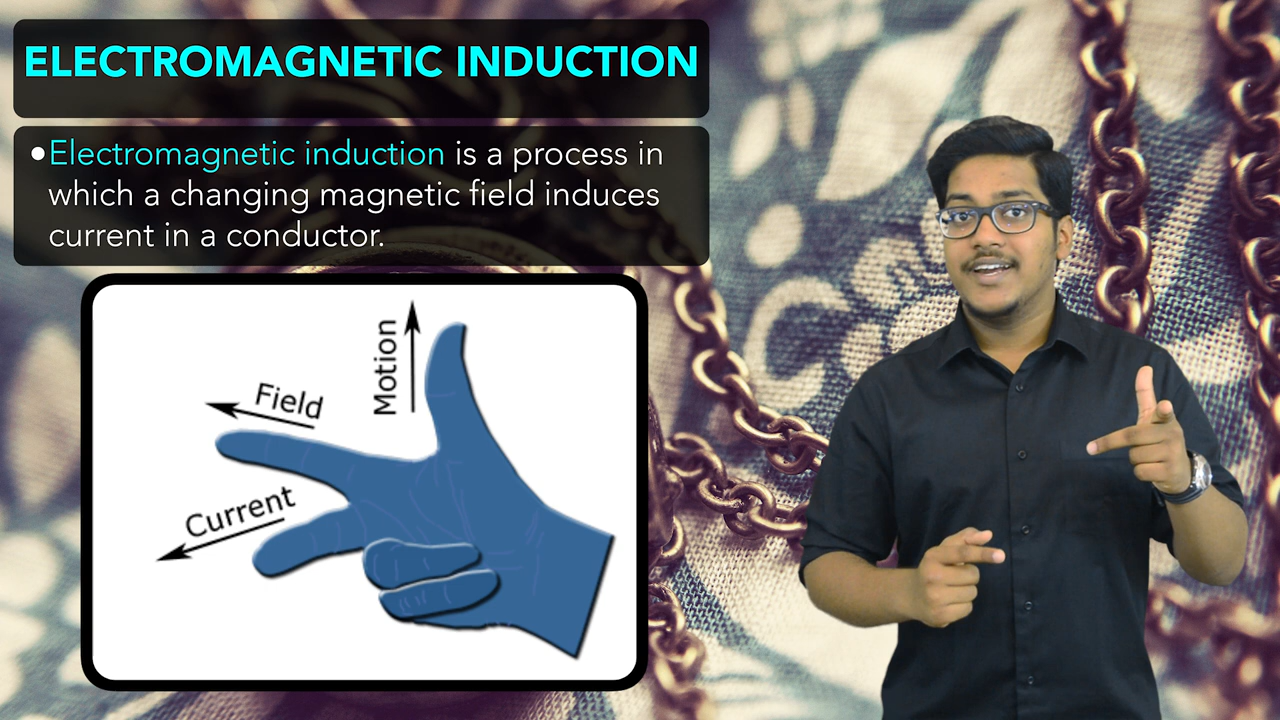 ELECTROMAGNETIC INDUCTION
•Electromagnetic induction is a process in
which a changing magnetic field induces
current in a conductor.
Motion
Field
Current